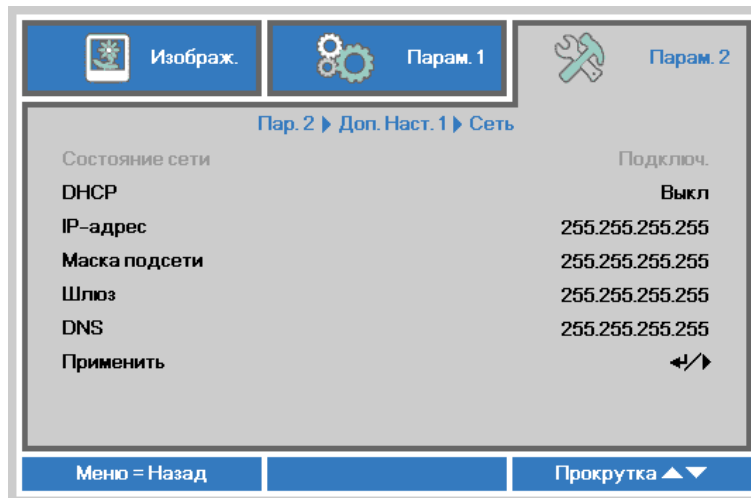 Изображ. Парам. 1 Парам. 2
Пар. 2 ▶ Доп. Наст. 1 ▶ Сеть
Состояние сети Подключ.
DHCP Выкл
IP-адрес 255.255.255.255
Маска подсети 255.255.255.255
Шлюз 255.255.255.255
DNS 255.255.255.255
Применить ↵/▶
Меню = Назад Прокрутка ▲▼